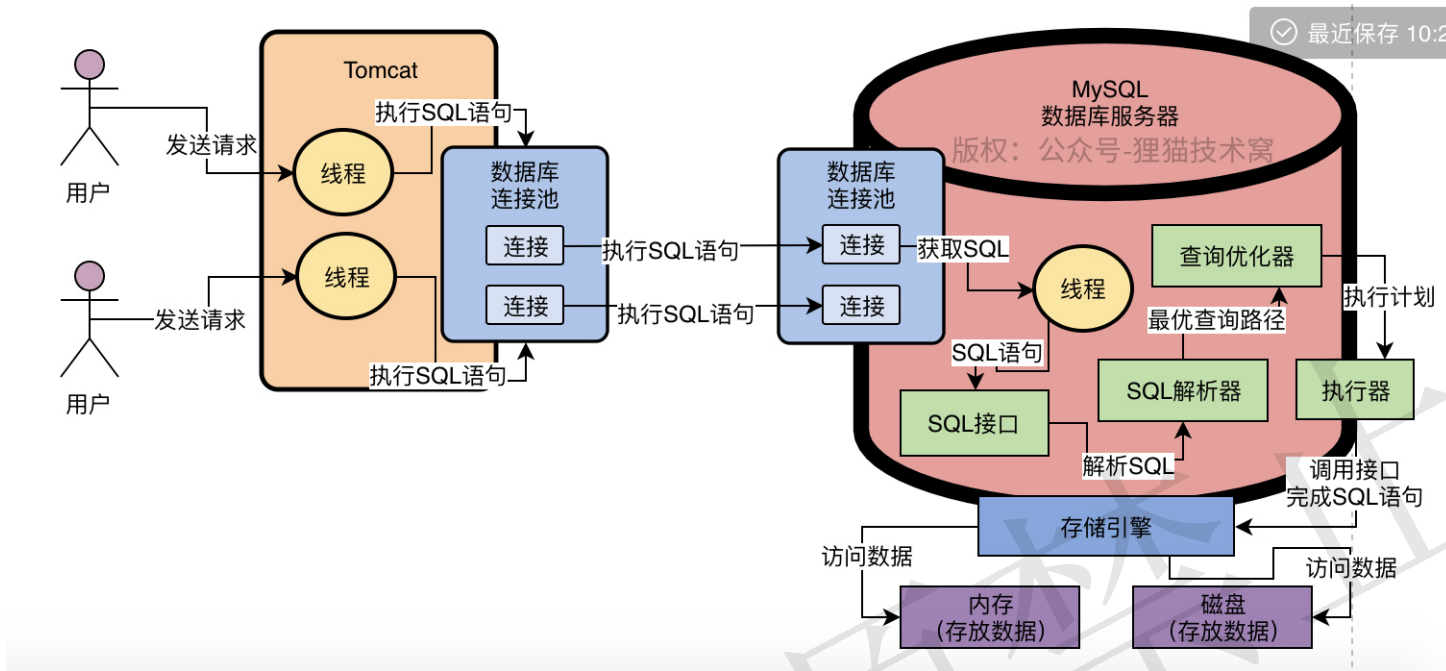 最近保存 10:2
Tomcat
MySQL
数据库服务器
版权：公众号-狸猫技术窝
执行SQL语句
发送请求
线程
用户
数据库
连接池
连接
执行SQL语句
连接
执行SQL语句
数据库
连接池
连接
连接
获取SQL
线程
查询优化器
执行计划
最优查询路径
线程
发送请求
用户
执行SQL语句
SQL语句
SQL接口
解析SQL
SQL解析器
执行器
调用接口
完成SQL语句
存储引擎
访问数据
访问数据
内存
（存放数据）
磁盘
（存放数据）
禁止